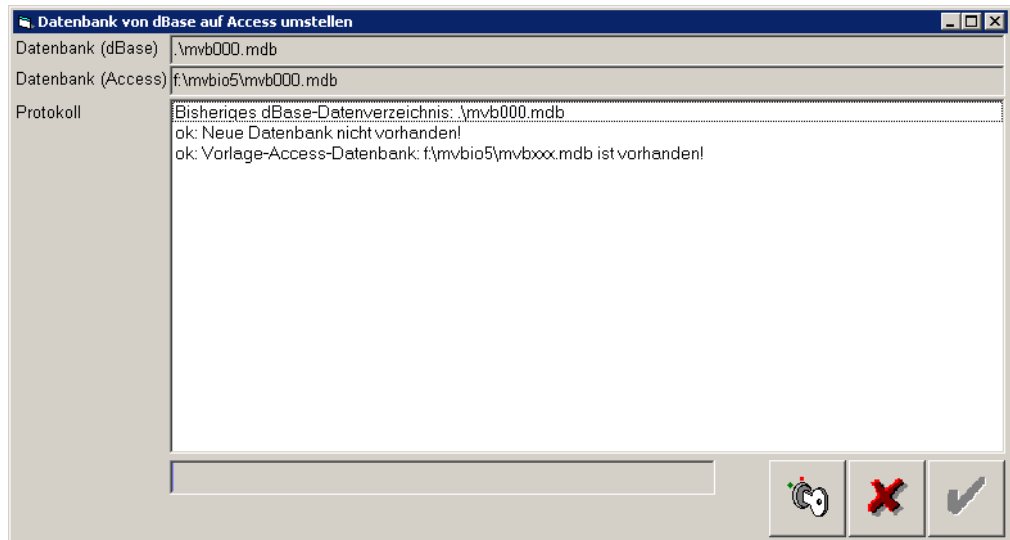 Datenbank von dBase auf Access umstellen
Datenbank (dBase) .\mvb000.mdb
Datenbank (Access) f:\mvbio5\mvb000.mdb
Protokoll
Bisheriges dBase-Datenverzeichnis: .\mvb000.mdb
ok: Neue Datenbank nicht vorhanden!
ok: Vorlage-Access-Datenbank: f:\mvbio5\mvbxxx.mdb ist vorhanden!